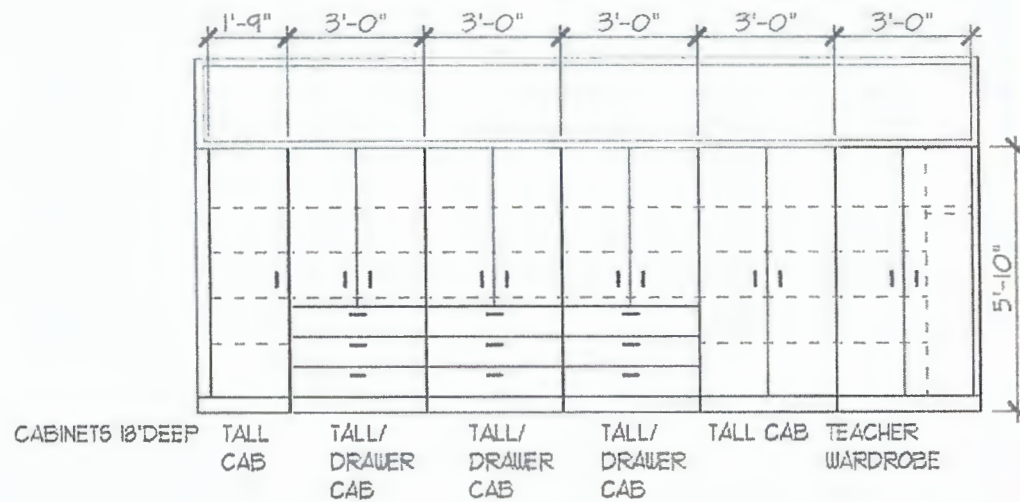 1'-9" 3'-0" 3'-0" 3'-0" 3'-0" 3'-0"
5'-10"
CABINETS 18"DEEP
TALL
CAB
TALL/
DRAWER
CAB
TALL/
DRAWER
CAB
TALL/
DRAWER
CAB
TALL CAB
TEACHER
WARDROBE